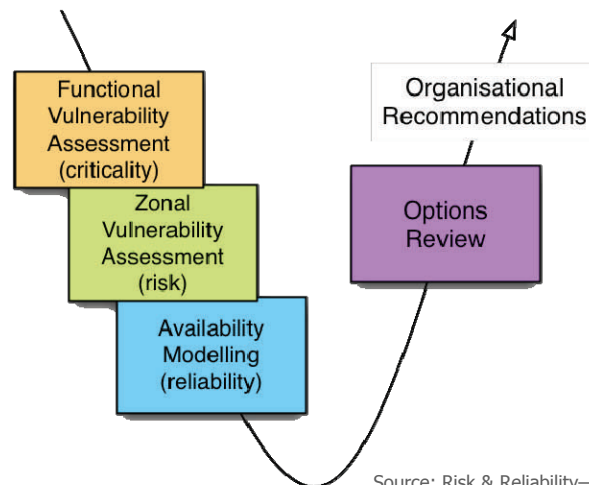 Functional
Vulnerability
Assessment
(criticality)
Zonal
Vulnerability
Assessment
(risk)
Availability
Modelling
(reliability)
Organisational
Recommendations
Options
Review
Source: Risk & Reliability—